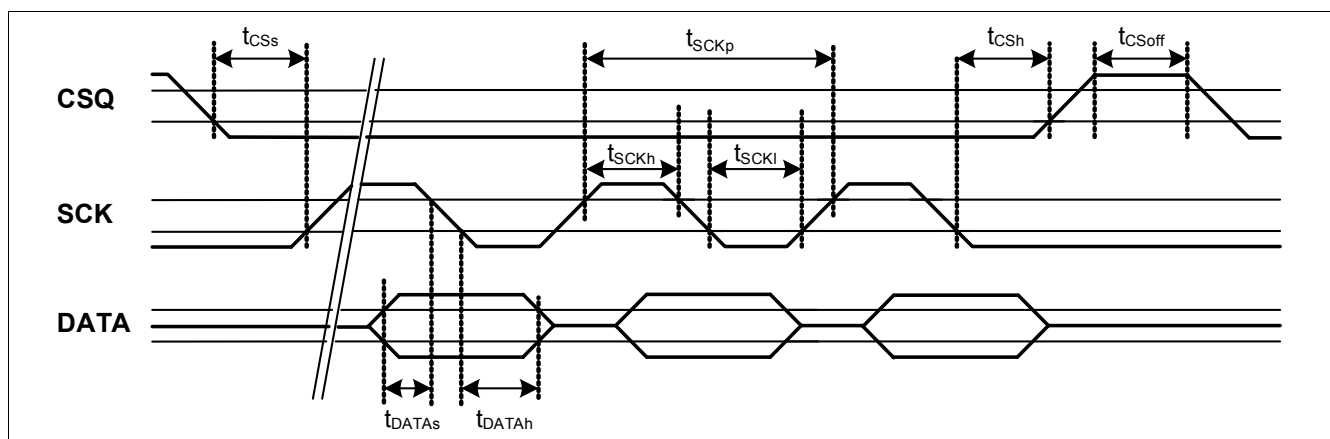 tCSs
tSCKp
tCSh
tCSoff
CSQ
tSCKh
tSCKl
SCK
DATA
tDATAs
tDATAh